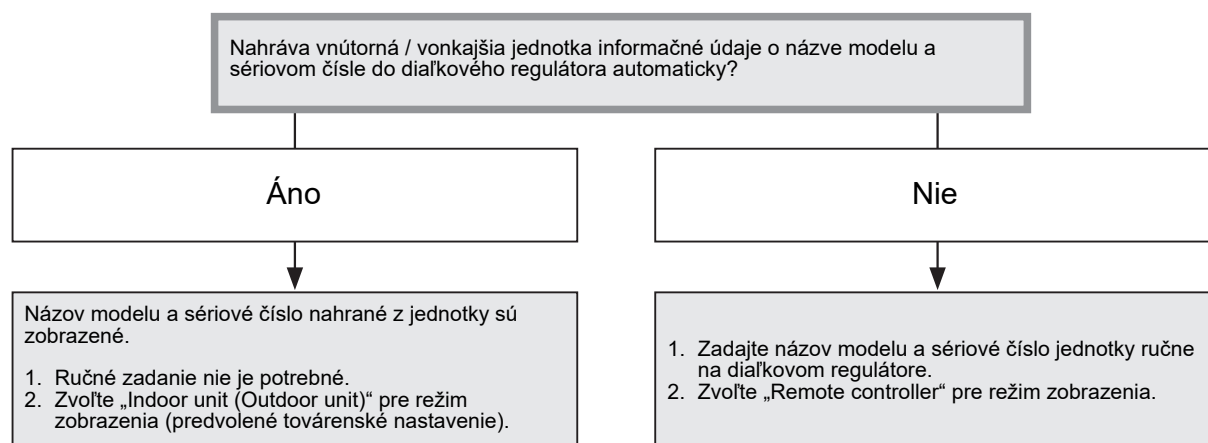 Nahráva vnútorná / vonkajšia jednotka informačné údaje o názve modelu a
sériovom čísle do diaľkového regulátora automaticky?
Áno
Nie
Názov modelu a sériové číslo nahrané z jednotky sú
zobrazené.
1. Ručné zadanie nie je potrebné.
2. Zvoľte „Indoor unit (Outdoor unit)“ pre režim
zobrazenia (predvolené továrenské nastavenie).
1. Zadajte názov modelu a sériové číslo jednotky ručne
na diaľkovom regulátore.
2. Zvoľte „Remote controller“ pre režim zobrazenia.